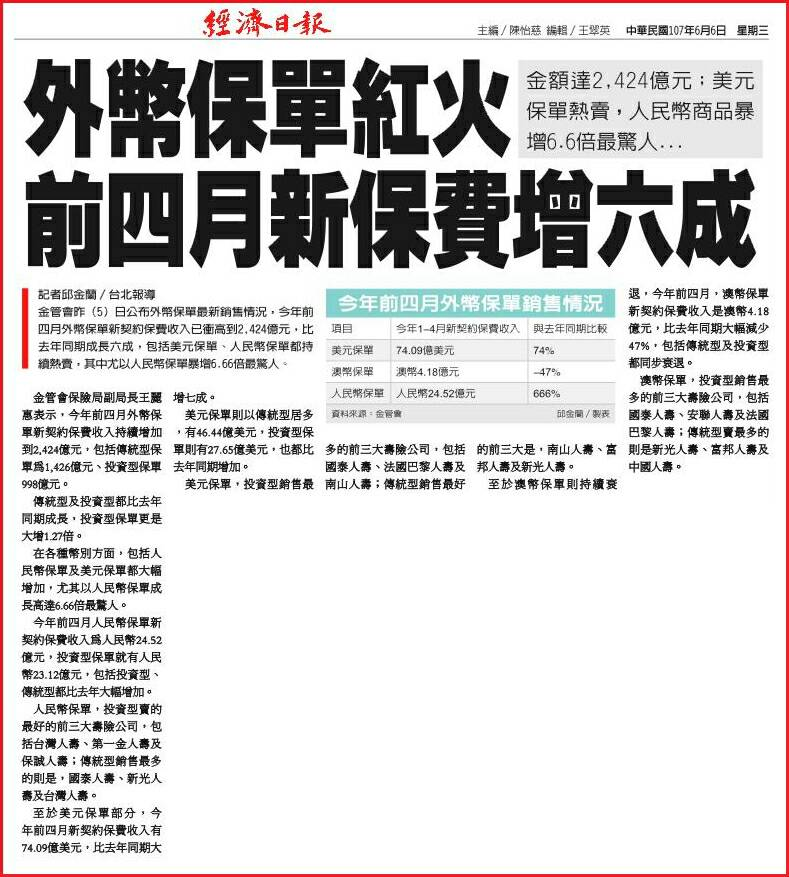 經濟日報
主編／陳怡慈 編輯／王翠英 中華民國107年6月6日 星期三
外幣保單紅火
前四月新保費增六成
金額達2,424億元；美元
保單熱賣，人民幣商品暴
增6.6倍最驚人...
記者邱金蘭／台北報導
金管會昨（5）日公布外幣保單最新銷售情況，今年前
四月外幣保單新契約保費收入已衝高到2,424億元，比
去年同期成長六成，包括美元保單、人民幣保單都持
續熱賣，其中尤以人民幣保單暴增6.66倍最驚人。
金管會保險局副局長王麗
惠表示，今年前四月外幣保
單新契約保費收入持續增加
到2,424億元，包括傳統型保
單為1,426億元、投資型保單
998億元。
傳統型及投資型都比去年
同期成長，投資型保單更是
大增1.27倍。
在各種幣別方面，包括人
民幣保單及美元保單都大幅
增加，尤其以人民幣保單成
長高達6.66倍最驚人。
今年前四月人民幣保單新
契約保費收入為人民幣24.52
億元，投資型保單就有人民
幣23.12億元，包括投資型、
傳統型都比去年大幅增加。
人民幣保單，投資型賣的
最好的前三大壽險公司，包
括台灣人壽、第一金人壽及
保誠人壽；傳統型銷售最多
的則是，國泰人壽、新光人
壽及台灣人壽。
至於美元保單部分，今
年前四月新契約保費收入有
74.09億美元，比去年同期大
增七成。
美元保單則以傳統型居多
，有46.44億美元，投資型保
單則有27.65億美元，也都比
去年同期增加。
美元保單，投資型銷售最
今年前四月外幣保單銷售情況
項目 今年1–4月新契約保費收入 與去年同期比較
美元保單 74.09億美元 74%
澳幣保單 澳幣4.18億元 –47%
人民幣保單 人民幣24.52億元 666%
資料來源：金管會 邱金蘭／製表
多的前三大壽險公司，包括
國泰人壽、法國巴黎人壽及
南山人壽；傳統型銷售最好
的前三大是，南山人壽、富
邦人壽及新光人壽。
至於澳幣保單則持續衰
退，今年前四月，澳幣保單
新契約保費收入是澳幣4.18
億元，比去年同期大幅減少
47%，包括傳統型及投資型
都同步衰退。
澳幣保單，投資型銷售最
多的前三大壽險公司，包括
國泰人壽、安聯人壽及法國
巴黎人壽；傳統型賣最多的
則是新光人壽、富邦人壽及
中國人壽。